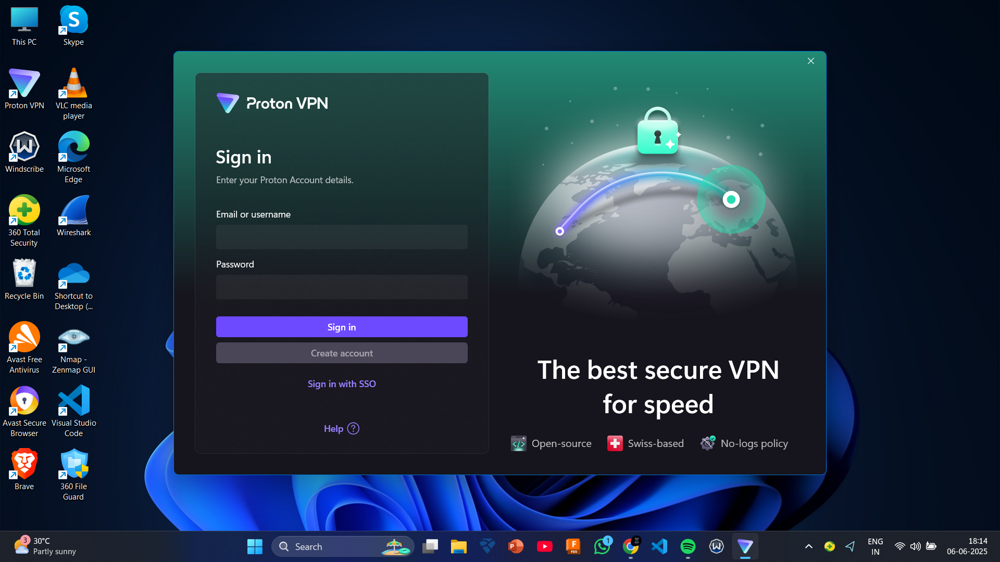 This PC
Skype
Proton VPN
VLC media
player
Windscribe
Microsoft
Edge
360 Total
Security
Wireshark
Recycle Bin
Shortcut to
Desktop (...
Avast Free
Antivirus
Nmap -
Zenmap GUI
Avast Secure
Browser
Visual Studio
Code
Brave
360 File
Guard
Proton VPN
Sign in
Enter your Proton Account details.
Email or username
Password
Sign in
Create account
Sign in with SSO
Help ?
The best secure VPN
for speed
Open-source
Swiss-based
No-logs policy
3
30°C
Partly sunny
Search
1
ENG
IN
18:14
06-06-2025